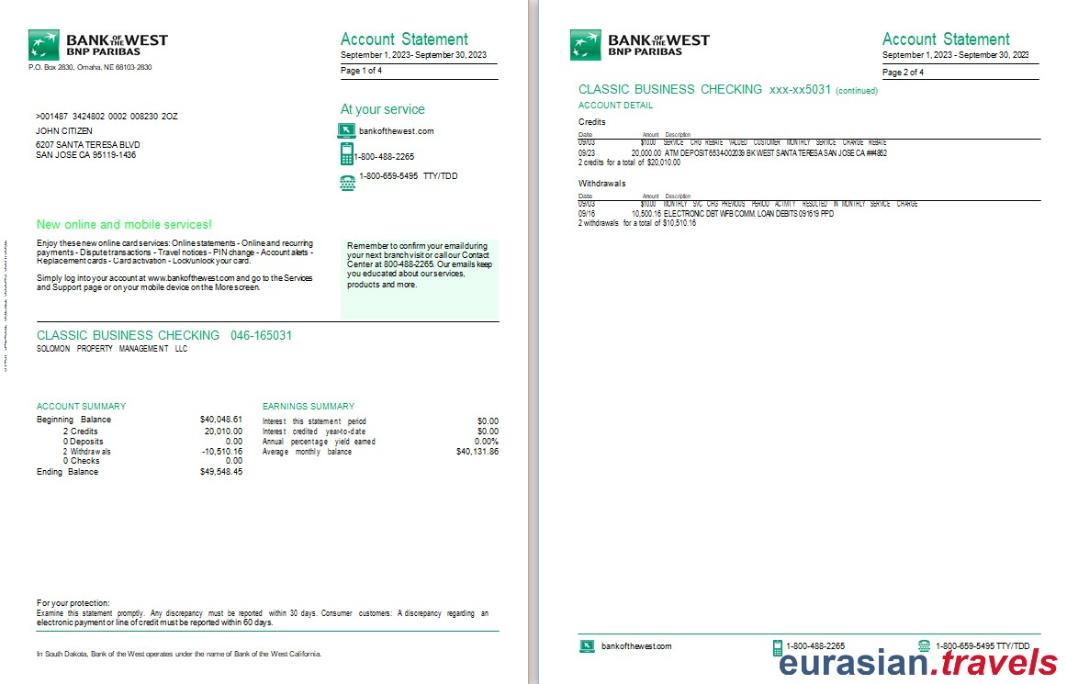 BANK OF THE WEST
BNP PARIBAS
P.O. Box 2830, Omaha, NE 68103-2830
Account Statement
September 1, 2023- September 30, 2023
Page 1 of 4
>001487 3424802 0002 008230 2OZ
JOHN CITIZEN
6207 SANTA TERESA BLVD
SAN JOSE CA 95119-1436
At your service
bankofthewest.com
1-800-488-2265
1-800-659-5495 TTY/TDD
New online and mobile services!
Enjoy these new online card services: Online statements - Online and recurring
payments - Dispute transactions - Travel notices - PIN change - Account alerts -
Replacement cards - Card activation - Lock/unlock your card.
Simply log into your account at www.bankofthewest.com and go to the Services
and Support page or on your mobile device on the More screen.
Remember to confirm your email during
your next branch visit or call our Contact
Center at 800-488-2265. Our emails keep
you educated about our services,
products and more.
CLASSIC BUSINESS CHECKING 046-165031
SOLOMON PROPERTY MANAGEMENT LLC
ACCOUNT SUMMARY
Beginning Balance $40,048.61
2 Credits 20,010.00
0 Deposits 0.00
2 Withdrawals -10,510.16
0 Checks 0.00
Ending Balance $49,548.45
EARNINGS SUMMARY
Interest this statement period $0.00
Interest credited year-to-date $0.00
Annual percentage yield earned 0.00%
Average monthly balance $40,131.86
For your protection:
Examine this statement promptly. Any discrepancy must be reported within 30 days. Consumer customers: A discrepancy regarding an
electronic payment or line of credit must be reported within 60 days.
In South Dakota, Bank of the West operates under the name of Bank of the West California.
BANK OF THE WEST
BNP PARIBAS
Account Statement
September 1, 2023 - September 30, 2023
Page 2 of 4
CLASSIC BUSINESS CHECKING xxx-xx5031 (continued)
ACCOUNT DETAIL
Credits
Date Amount Description
09/03 $10.00 SERVICE CHG REBATE VALUED CUSTOMER MONTHLY SERVICE CHARGE REBATE
09/23 20,000.00 ATM DEPOSIT 6534002039 BK WEST SANTA TERESA SAN JOSE CA ##4862
2 credits for a total of $20,010.00
Withdrawals
Date Amount Description
09/03 $10.00 MONTHLY SVC CHG PREVIOUS PERIOD ACTIVITY RESULTED IN MONTHLY SERVICE CHARGE
09/16 10,500.16 ELECTRONIC DBT WFB COMM. LOAN DEBITS 091619 PPD
2 withdrawals for a total of $10,510.16
bankofthewest.com
1-800-488-2265
1-800-659-5495 TTY/TDD
eurasian.travels